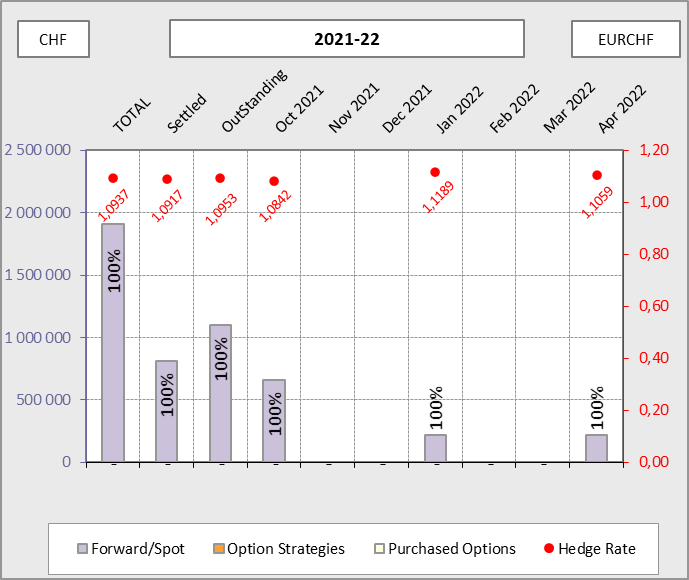 CHF
2021-22
EURCHF
TOTAL
Settled
OutStanding
Oct 2021
Nov 2021
Dec 2021
Jan 2022
Feb 2022
Mar 2022
Apr 2022
2 500 000
2 000 000
1 500 000
1 000 000
500 000
0
1,20
1,00
0,80
0,60
0,40
0,20
0,00
1,0937
1,0917
1,0953
1,0842
1,1189
1,1059
100%
100%
100%
100%
100%
100%
Forward/Spot
Option Strategies
Purchased Options
Hedge Rate